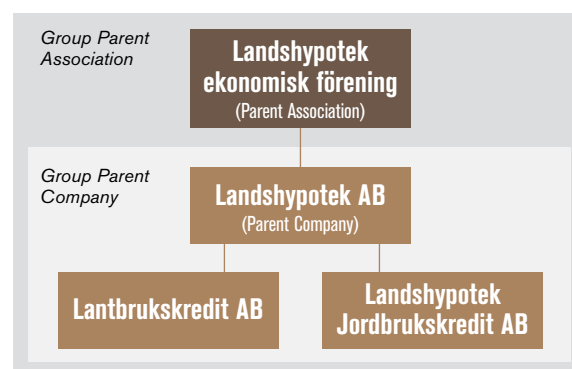 Group Parent
Association
Landshypotek
ekonomisk förening
(Parent Association)
Group Parent
Company
Landshypotek AB
(Parent Company)
Lantbrukskredit AB
Landshypotek
Jordbrukskredit AB